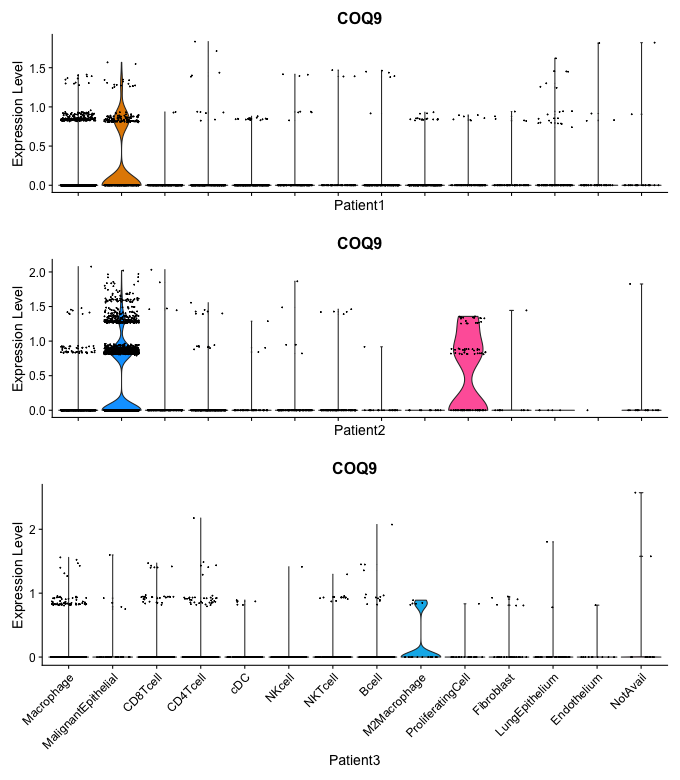 COQ9
Expression Level
1.5
1.0
0.5
0.0
Patient1
COQ9
Expression Level
2.0
1.5
1.0
0.5
0.0
Patient2
COQ9
Expression Level
2
1
0
Macrophage
MalignantEpithelial
CD8Tcell
CD4Tcell
cDC
NKcell
NKTcell
Bcell
M2Macrophage
ProliferatingCell
Fibroblast
LungEpithelium
Endothelium
NotAvail
Patient3